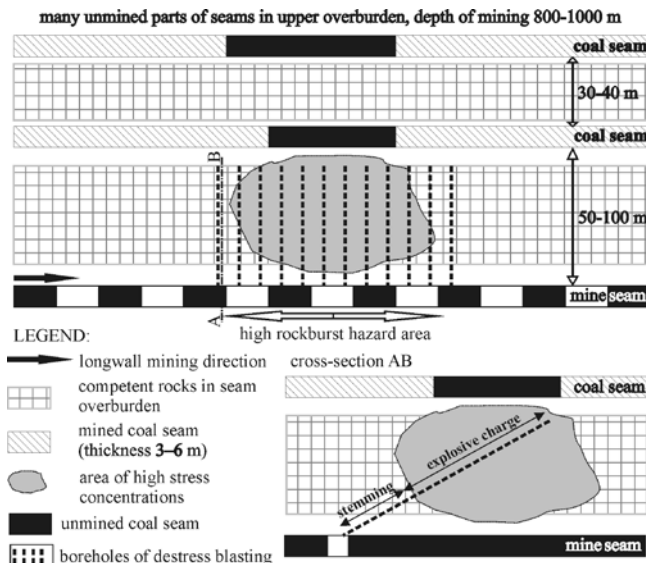 many unmined parts of seams in upper overburden, depth of mining 800-1000 m
coal seam
30-40 m
coal seam
B
50-100 m
mine seam
A
high rockburst hazard area
LEGEND:
longwall mining direction
competent rocks in seam
overburden
mined coal seam
(thickness 3-6 m)
area of high stress
concentrations
unmined coal seam
boreholes of destress blasting
cross-section AB
coal seam
explosive charge
stemming
mine seam